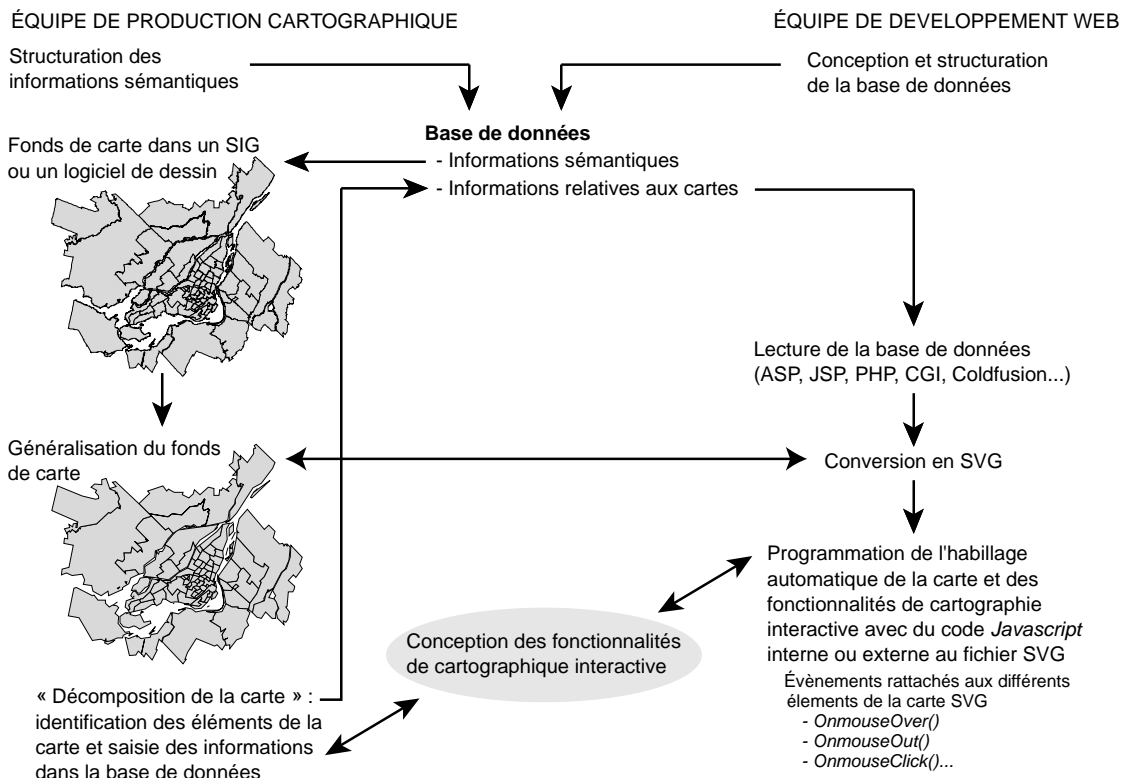 ÉQUIPE DE PRODUCTION CARTOGRAPHIQUE
ÉQUIPE DE DEVELOPPEMENT WEB
Structuration des
informations sémantiques
Conception et structuration
de la base de données
Base de données
- Informations sémantiques
- Informations relatives aux cartes
Fonds de carte dans un SIG
ou un logiciel de dessin
Lecture de la base de données
(ASP, JSP, PHP, CGI, Coldfusion...)
Généralisation du fonds
de carte
Conversion en SVG
Programmation de l'habillage
automatique de la carte et des
fonctionnalités de cartographie
interactive avec du code Javascript
interne ou externe au fichier SVG
Évènements rattachés aux différents
élements de la carte SVG
- OnmouseOver()
- OnmouseOut()
- OnmouseClick()...
Conception des fonctionnalités
de cartographique interactive
« Décomposition de la carte » :
identification des éléments de la
carte et saisie des informations
dans la base de données